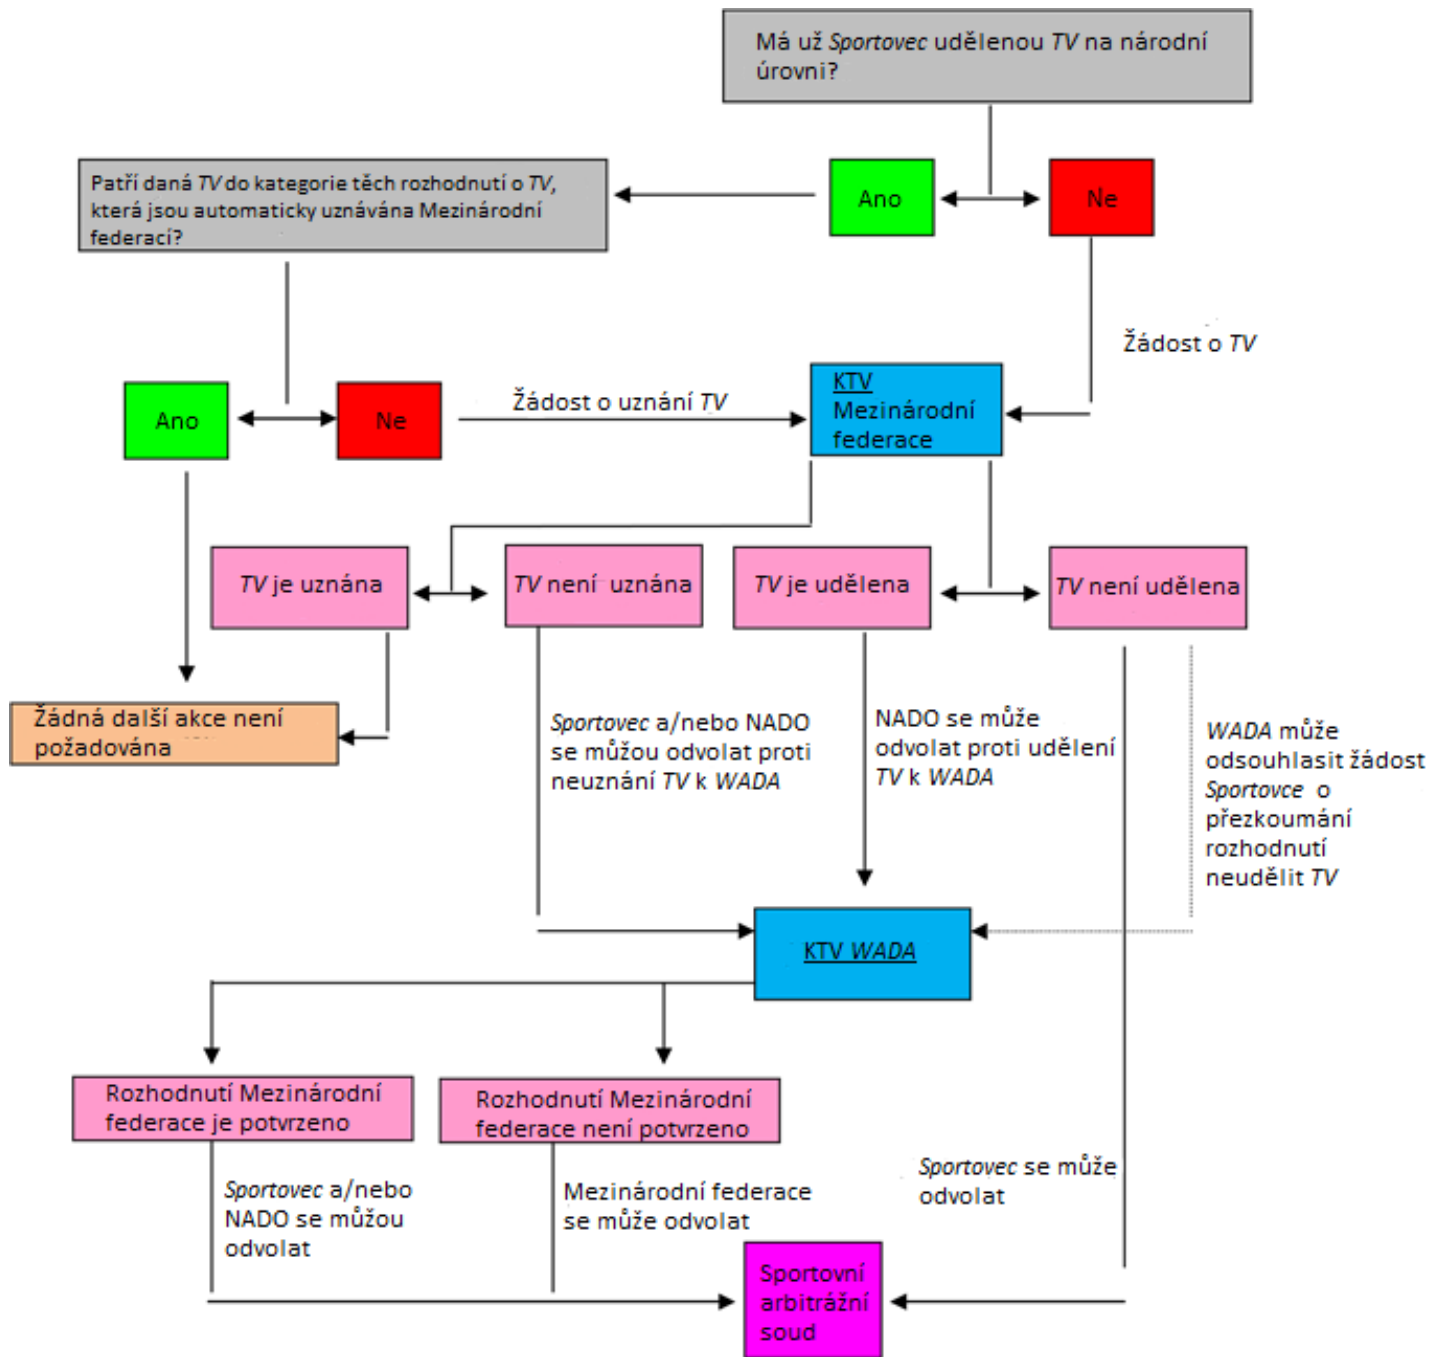 Má už Sportovec udělenou TV na národní
úrovni?
Patří daná TV do kategorie těch rozhodnutí o TV,
která jsou automaticky uznávána Mezinárodní
federací?
Ano
Ne
Žádost o TV
Ano
Ne
Žádost o uznání TV
KTV
Mezinárodní
federace
TV je uznána
TV není uznána
TV je udělena
TV není udělena
Žádná další akce není
požadována
Sportovec a/nebo NADO
se můžou odvolat proti
neuznání TV k WADA
NADO se může
odvolat proti udělení
TV k WADA
WADA může
odsouhlasit žádost
Sportovce o
přezkoumání
rozhodnutí
neudělit TV
KTV WADA
Rozhodnutí Mezinárodní
federace je potvrzeno
Rozhodnutí Mezinárodní
federace není potvrzeno
Sportovec a/nebo
NADO se můžou
odvolat
Mezinárodní federace
se může odvolat
Sportovec se může
odvolat
Sportovní
arbitrážní
soud